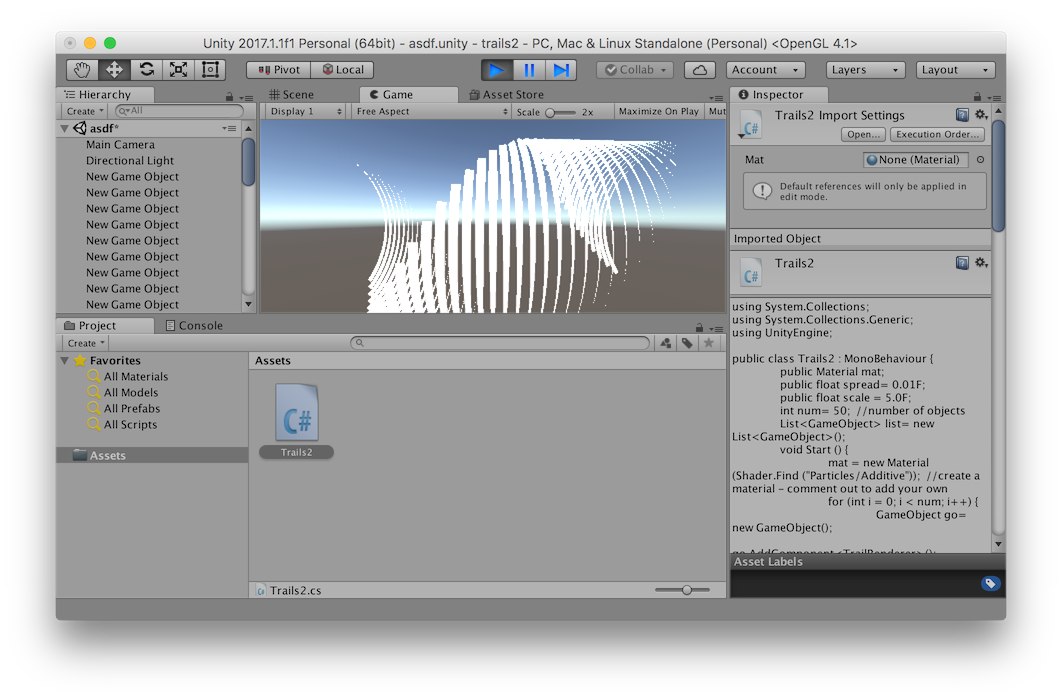 Unity 2017.1.1f1 Personal (64bit) - asdf.unity - trails2 - PC, Mac & Linux Standalone (Personal) <OpenGL 4.1>
Pivot Local Collab Account Layers Layout
Hierarchy
Create All
asdf*
Main Camera
Directional Light
New Game Object
New Game Object
New Game Object
New Game Object
New Game Object
New Game Object
New Game Object
New Game Object
New Game Object
Scene Game Asset Store
Display 1 Free Aspect Scale 2x Maximize On Play Mut
Inspector
Trails2 Import Settings
C#
Open... Execution Order...
Mat None (Material)
Default references will only be applied in
edit mode.
Imported Object
Trails2
C#
using System.Collections;
using System.Collections.Generic;
using UnityEngine;
public class Trails2 : MonoBehaviour {
public Material mat;
public float spread= 0.01F;
public float scale = 5.0F;
int num= 50; //number of objects
List<GameObject> list= new
List<GameObject>();
void Start () {
mat = new Material
(Shader.Find ("Particles/Additive")); //create a
material - comment out to add your own
for (int i = 0; i < num; i++) {
GameObject go=
new GameObject();
go.AddComponent<TrailRenderer>();
Asset Labels
Project Console
Create
Favorites
All Materials
All Models
All Prefabs
All Scripts
Assets
Assets
C#
Trails2
Trails2.cs